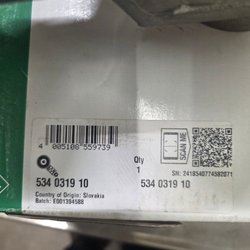 4 005108 559739
Qty
1
SCAN ME
SN: 2418540774582071
534 0319 10
534 0319 10
Country of Origin: Slovakia
Batch: E001394588